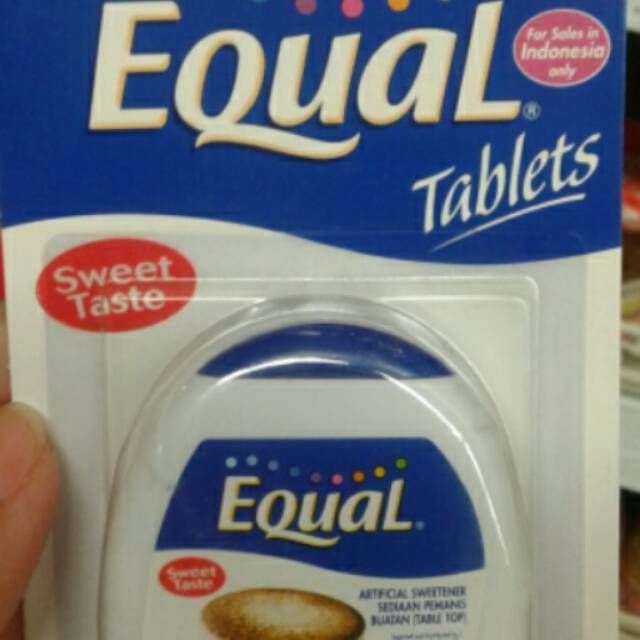 EQuaL®
For Sales in
Indonesia
only
Tablets
Sweet
Taste
EQuaL®
Sweet
Taste
ARTIFICIAL SWEETENER
SEDIAAN PEMANIS
BUATAN (TABLE TOP)